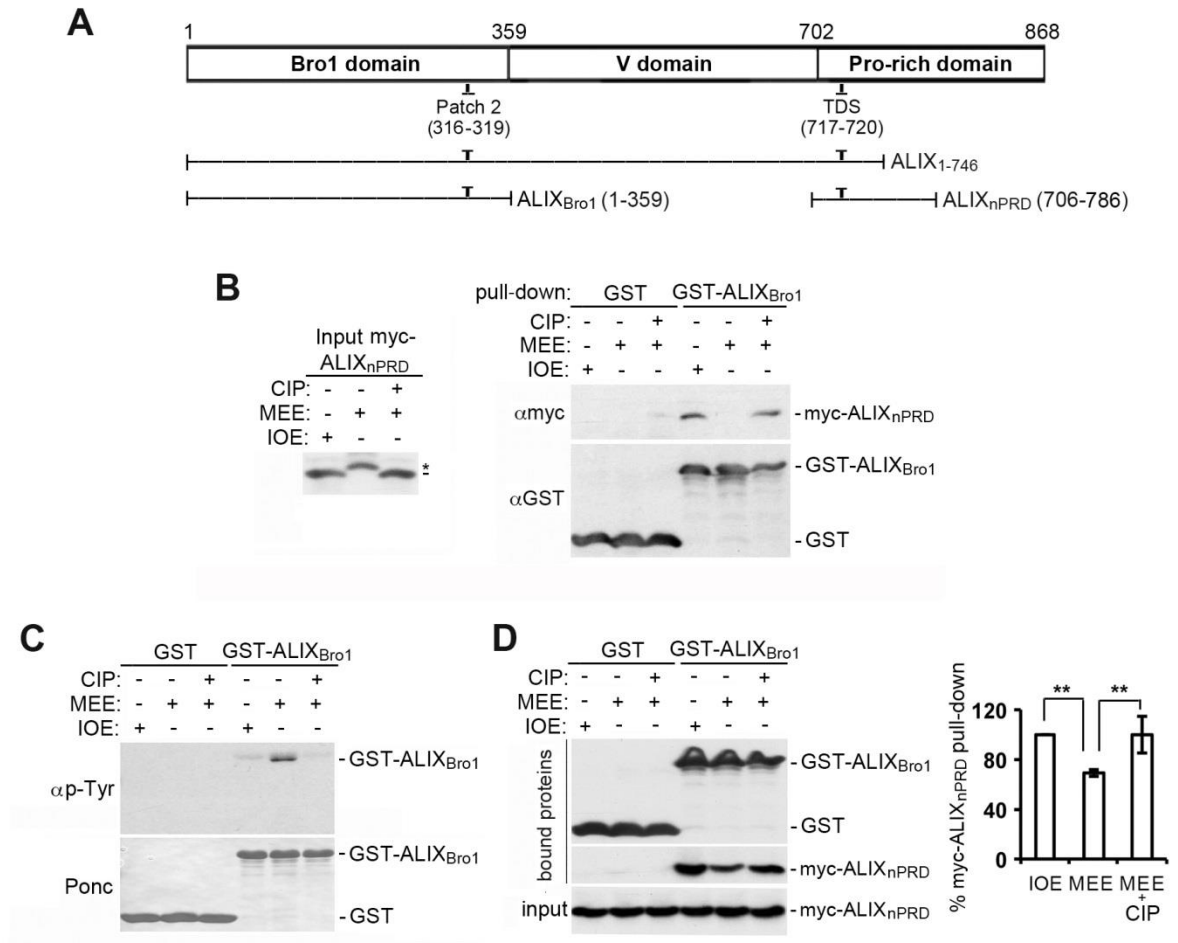 A
1 359 702 868
Bro1 domain V domain Pro-rich domain
Patch 2 TDS
(316-319) (717-720)
ALIX1-746
ALIXBro1 (1-359) ALIXnPRD (706-786)
B
Input myc-
ALIXnPRD
CIP: - - +
MEE: - + +
IOE: + - -
*
-
pull-down: GST GST-ALIXBro1
CIP: - - + - - +
MEE: - + + - + +
IOE: + - - + - -
αmyc -myc-ALIXnPRD
-GST-ALIXBro1
αGST
-GST
C
GST GST-ALIXBro1
CIP: - - + - - +
MEE: - + + - + +
IOE: + - - + - -
αp-Tyr -GST-ALIXBro1
-GST-ALIXBro1
Ponc
-GST
D
GST GST-ALIXBro1
CIP: - - + - - +
MEE: - + + - + +
IOE: + - - + - -
bound proteins
-GST-ALIXBro1
-GST
-myc-ALIXnPRD
input -myc-ALIXnPRD
% myc-ALIXnPRD pull-down
** **
120
80
40
0
IOE MEE MEE
+
CIP